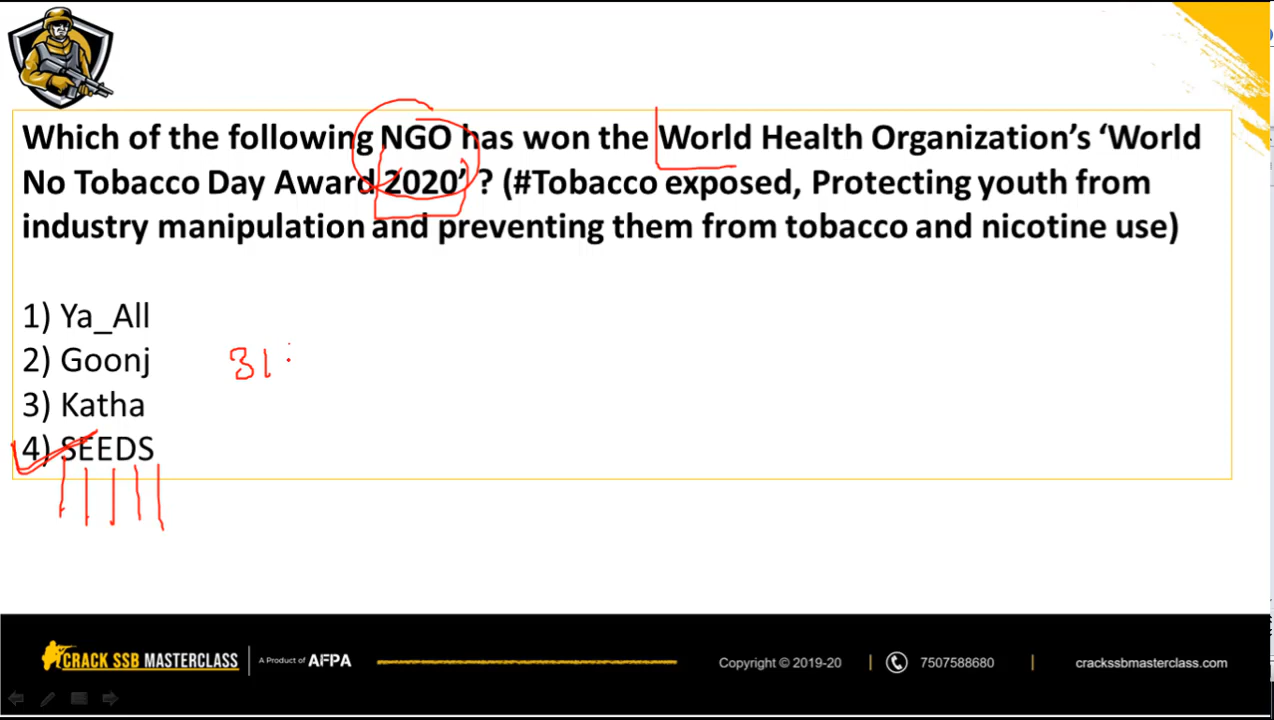 Which of the following NGO has won the World Health Organization's 'World
No Tobacco Day Award 2020' ? (#Tobacco exposed, Protecting youth from
industry manipulation and preventing them from tobacco and nicotine use)
1) Ya_All
2) Goonj
31
3) Katha
4) SEEDS
CRACK SSB MASTERCLASS
A Product of AFPA
Copyright © 2019-20
7507588680
crackssbmasterclass.com